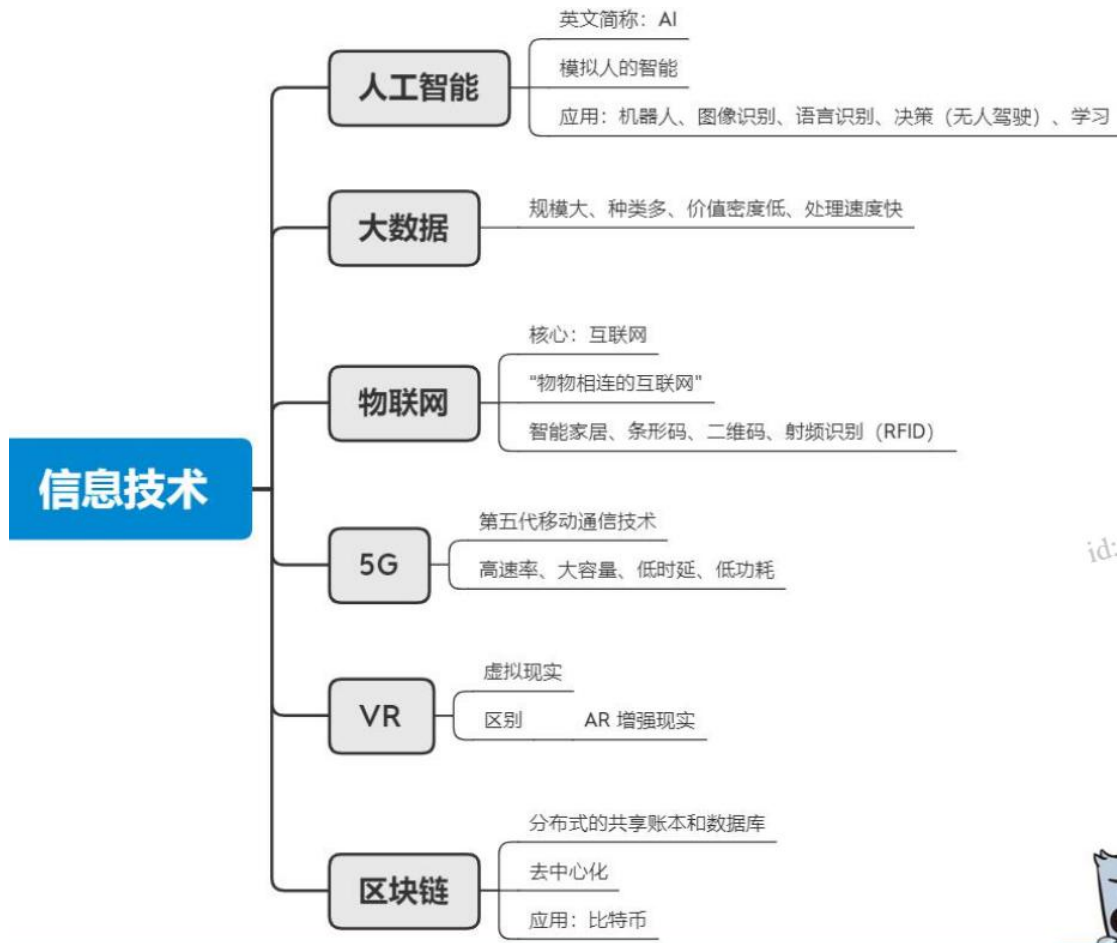 信息技术
人工智能
英文简称：AI
模拟人的智能
应用：机器人、图像识别、语言识别、决策（无人驾驶）、学习
大数据
规模大、种类多、价值密度低、处理速度快
物联网
核心：互联网
"物物相连的互联网"
智能家居、条形码、二维码、射频识别（RFID）
5G
第五代移动通信技术
高速率、大容量、低时延、低功耗
id:
VR
虚拟现实
区别 AR 增强现实
区块链
分布式的共享账本和数据库
去中心化
应用：比特币